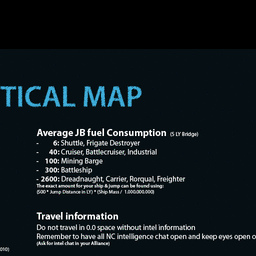 TICAL MAP
Average JB fuel Consumption (5 LY Bridge)
- 6: Shuttle, Frigate Destroyer
- 40: Cruiser, Battlecruiser, Industrial
- 100: Mining Barge
- 300: Battleship
- 2600: Dreadnaught, Carrier, Rorqual, Freighter
The exact amount for your ship & jump can be found using:
(500 * Jump Distance in LY) * (Ship Mass / 1.000.000.000)
Travel information
Do not travel in 0.0 space without intel information
Remember to have all NC intelligence chat open and keep eyes open o
(Ask for intel chat in your Alliance)
010)